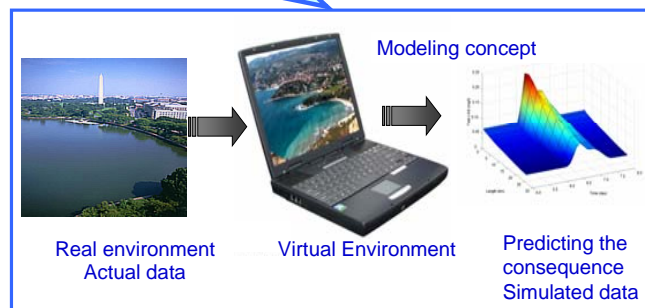 Modeling concept
Real environment
Actual data
Virtual Environment
Predicting the
consequence
Simulated data